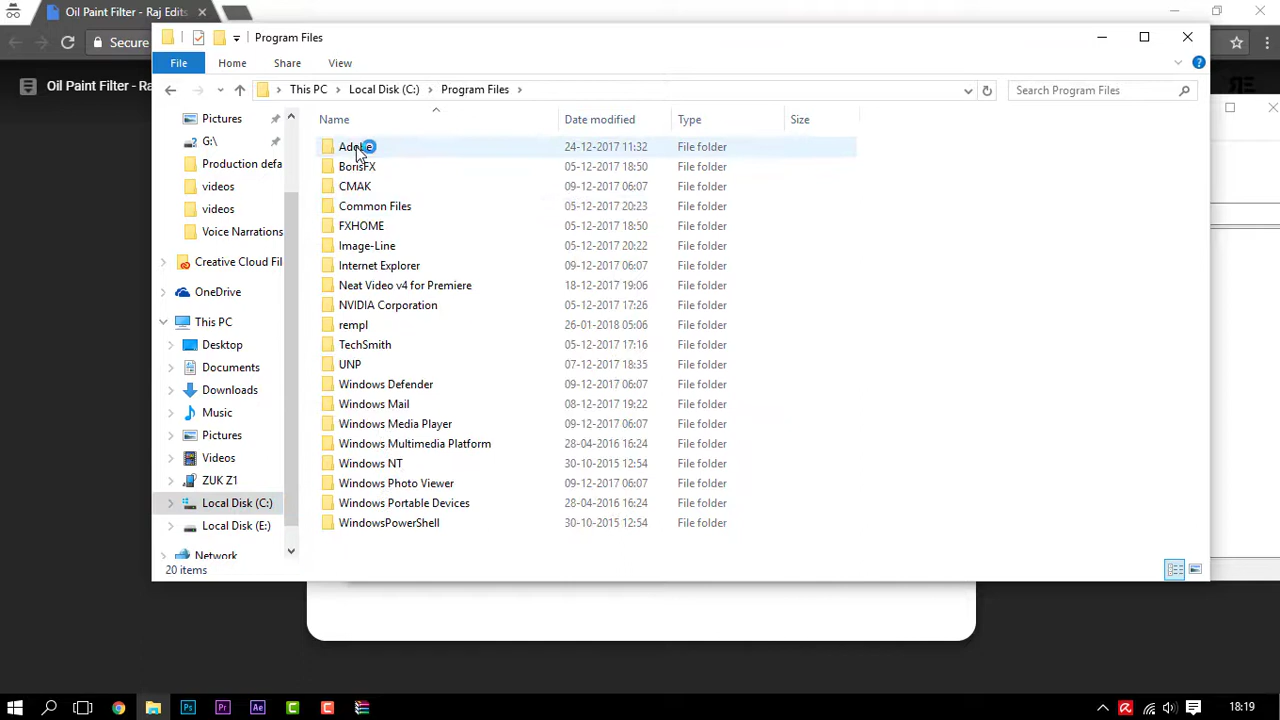 Oil Paint Filter - Raj Edits
Secure
Oil Paint Filter - Raj
Program Files
File Home Share View
This PC Local Disk (C:) Program Files
Search Program Files
Name Date modified Type Size
Pictures
G:\
Production defa
videos
videos
Voice Narrations
Creative Cloud Fil
OneDrive
This PC
Desktop
Documents
Downloads
Music
Pictures
Videos
ZUK Z1
Local Disk (C:)
Local Disk (E:)
Network
Adobe 24-12-2017 11:32 File folder
BorisFX 05-12-2017 18:50 File folder
CMAK 09-12-2017 06:07 File folder
Common Files 05-12-2017 20:23 File folder
FXHOME 05-12-2017 18:50 File folder
Image-Line 05-12-2017 20:22 File folder
Internet Explorer 09-12-2017 06:07 File folder
Neat Video v4 for Premiere 18-12-2017 19:06 File folder
NVIDIA Corporation 05-12-2017 17:26 File folder
rempl 26-01-2018 05:06 File folder
TechSmith 05-12-2017 17:16 File folder
UNP 07-12-2017 18:35 File folder
Windows Defender 09-12-2017 06:07 File folder
Windows Mail 08-12-2017 19:22 File folder
Windows Media Player 09-12-2017 06:07 File folder
Windows Multimedia Platform 28-04-2016 16:24 File folder
Windows NT 30-10-2015 12:54 File folder
Windows Photo Viewer 09-12-2017 06:07 File folder
Windows Portable Devices 28-04-2016 16:24 File folder
WindowsPowerShell 30-10-2015 12:54 File folder
20 items
Ps Pr Ae
18:19